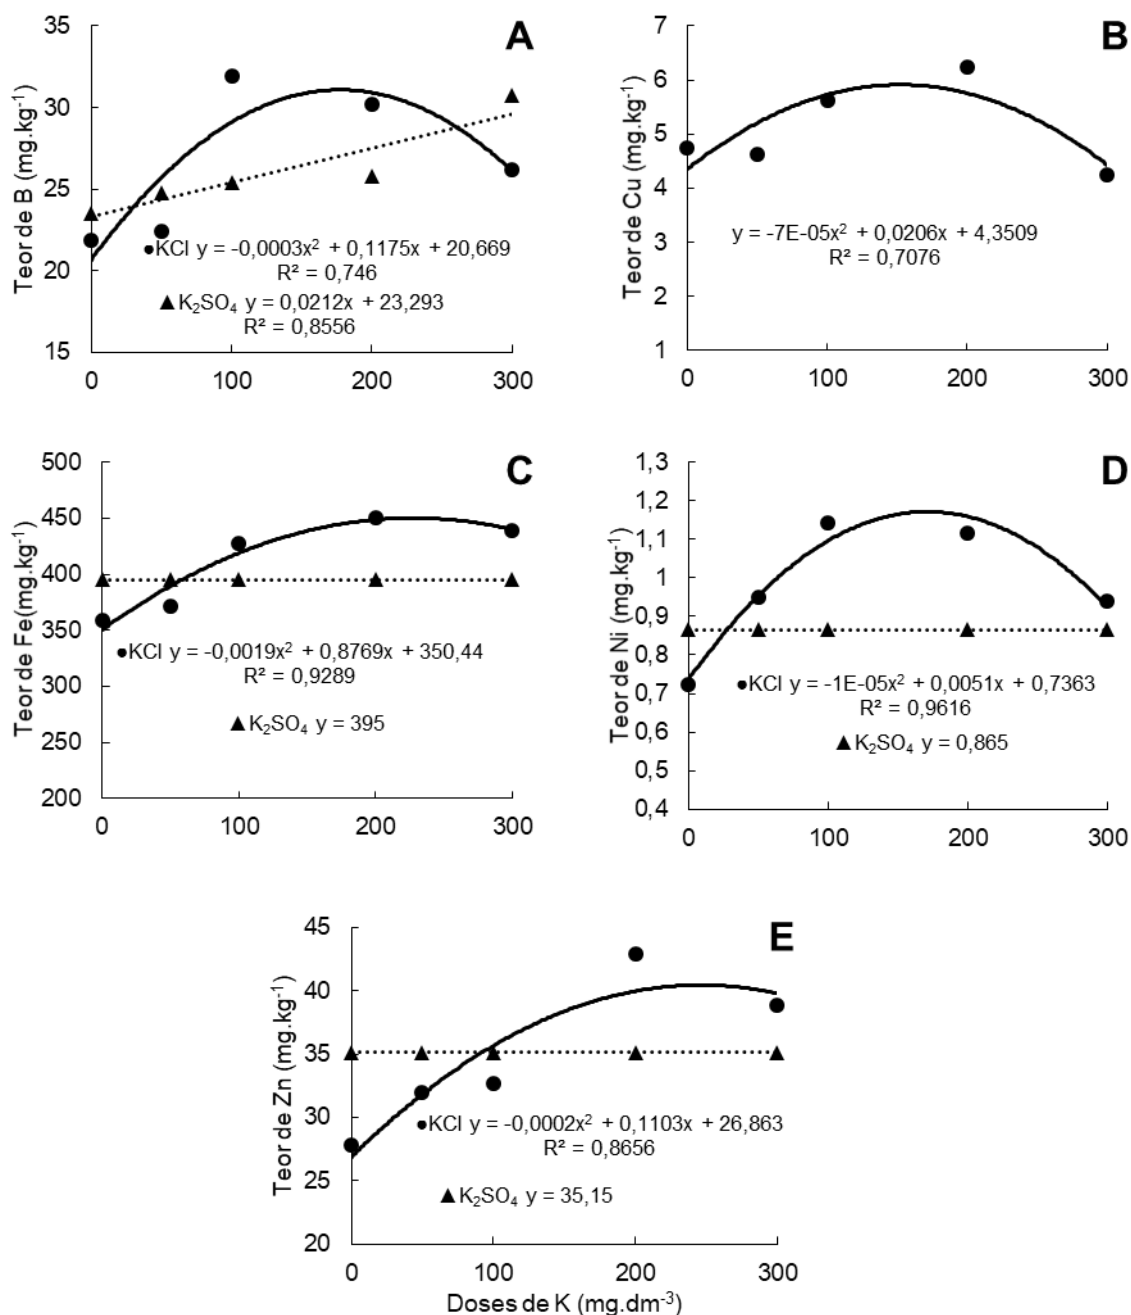 A
35
30
25
20
15
Teor de B (mg.kg⁻¹)
●KCl y = -0,0003x² + 0,1175x + 20,669
R² = 0,746
▲ K₂SO₄ y = 0,0212x + 23,293
R² = 0,8556
0 100 200 300
B
7
6
5
4
3
2
1
Teor de Cu (mg.kg⁻¹)
y = -7E-05x² + 0,0206x + 4,3509
R² = 0,7076
0 100 200 300
C
500
450
400
350
300
250
200
Teor de Fe(mg.kg⁻¹)
●KCl y = -0,0019x² + 0,8769x + 350,44
R² = 0,9289
▲ K₂SO₄ y = 395
0 100 200 300
D
1,3
1,2
1,1
1
0,9
0,8
0,7
0,6
0,5
0,4
Teor de Ni (mg.kg⁻¹)
●KCl y = -1E-05x² + 0,0051x + 0,7363
R² = 0,9616
▲ K₂SO₄ y = 0,865
0 100 200 300
E
45
40
35
30
25
20
Teor de Zn (mg.kg⁻¹)
●KCl y = -0,0002x² + 0,1103x + 26,863
R² = 0,8656
▲ K₂SO₄ y = 35,15
0 100 200 300
Doses de K (mg.dm⁻³)